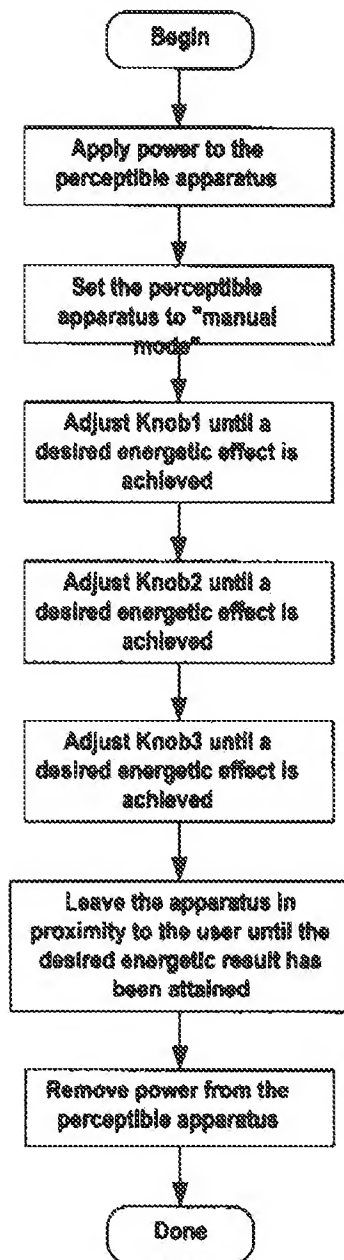 Begin
Apply power to the
perceptible apparatus
Set the perceptible
apparatus to "manual
mode"
Adjust Knob1 until a
desired energetic effect is
achieved
Adjust Knob2 until a
desired energetic effect is
achieved
Adjust Knob3 until a
desired energetic effect is
achieved
Leave the apparatus in
proximity to the user until the
desired energetic result has
been attained
Remove power from the
perceptible apparatus
Done